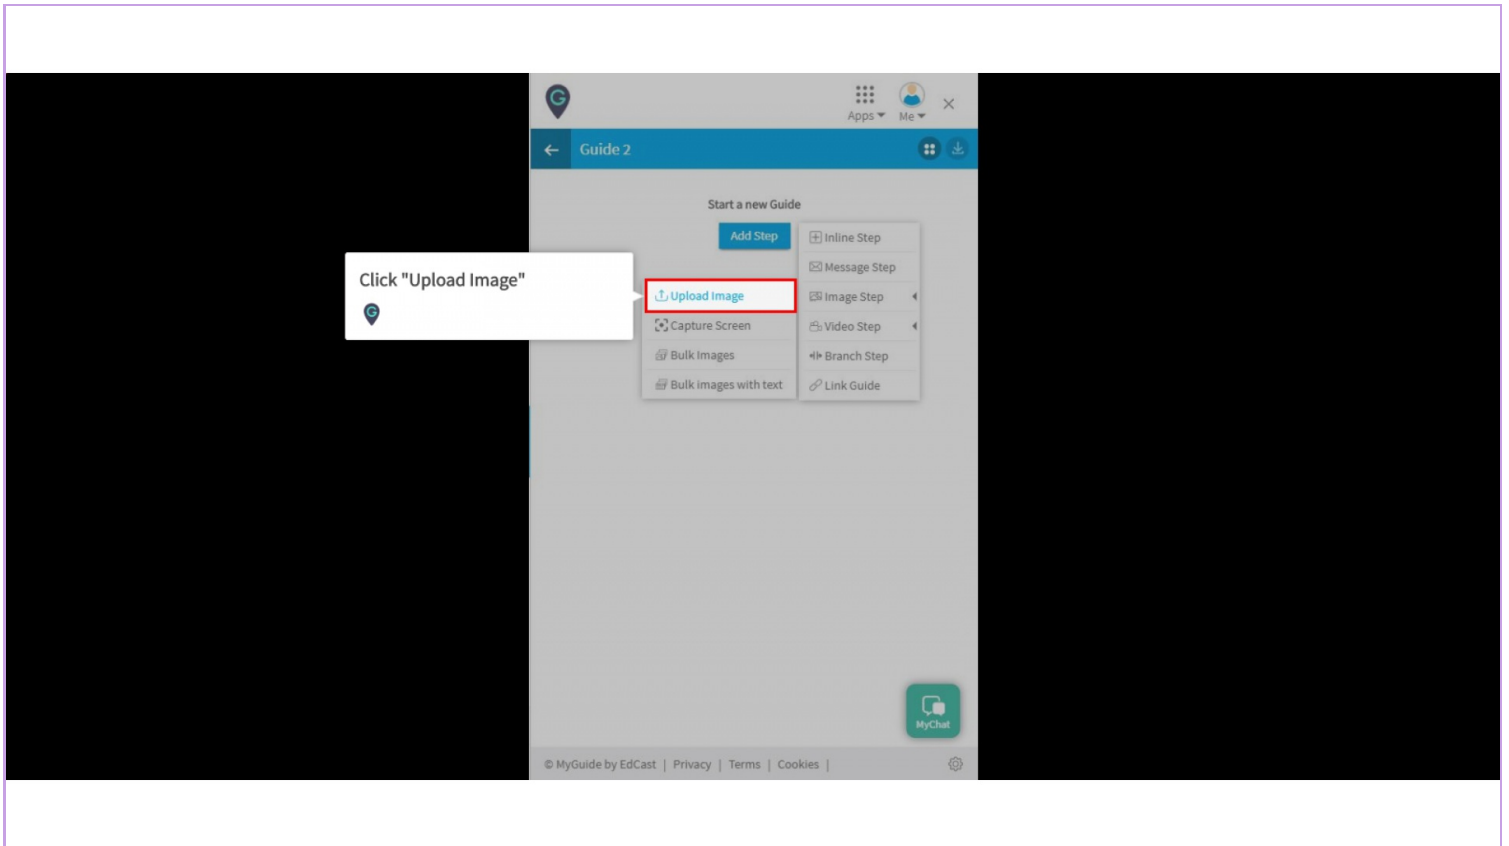 G
Apps
Me
Guide 2
Start a new Guide
Add Step
Inline Step
Message Step
Click "Upload Image"
G
Upload Image
Image Step
Capture Screen
Video Step
Bulk Images
Branch Step
Bulk images with text
Link Guide
MyChat
© MyGuide by EdCast | Privacy | Terms | Cookies |